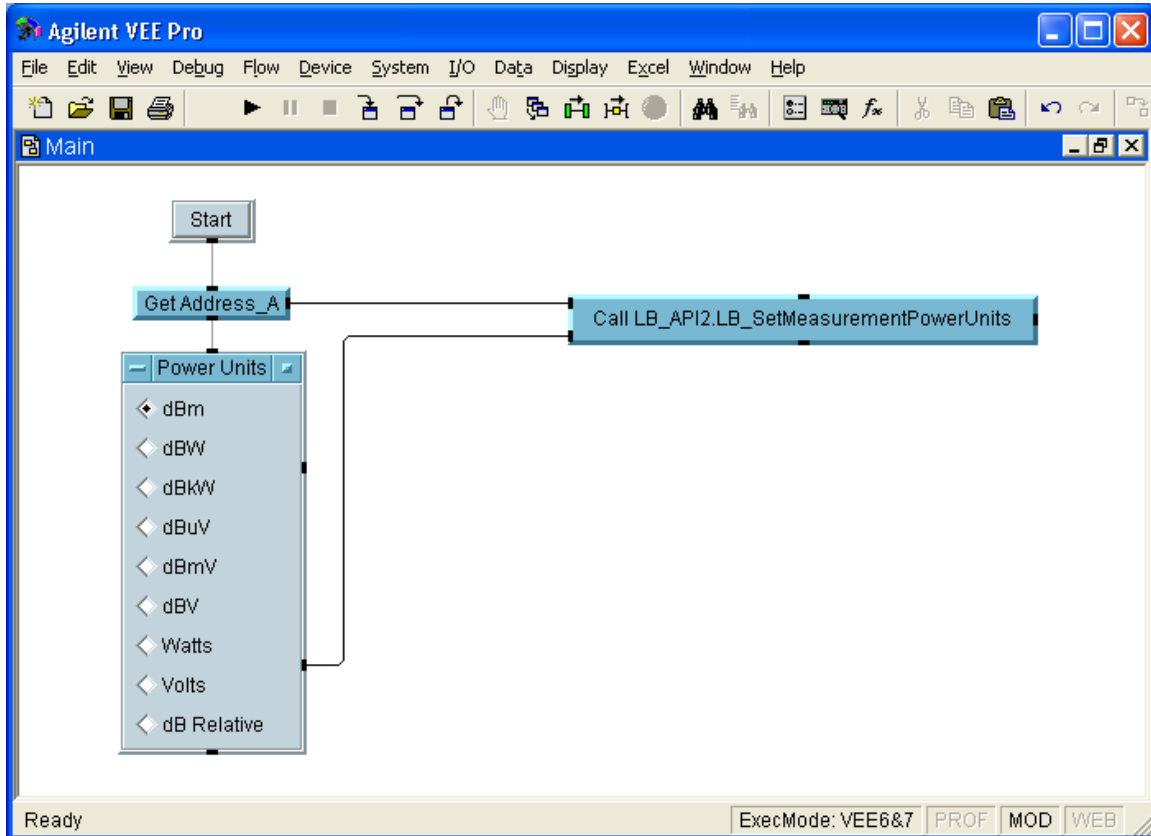 Agilent VEE Pro
File Edit View Debug Flow Device System I/O Data Display Excel Window Help
Main
Start
Get Address_A
Call LB_API2.LB_SetMeasurementPowerUnits
Power Units
dBm
dBW
dBkW
dBuV
dBmV
dBV
Watts
Volts
dB Relative
Ready ExecMode: VEE6&7 PROF MOD WEB